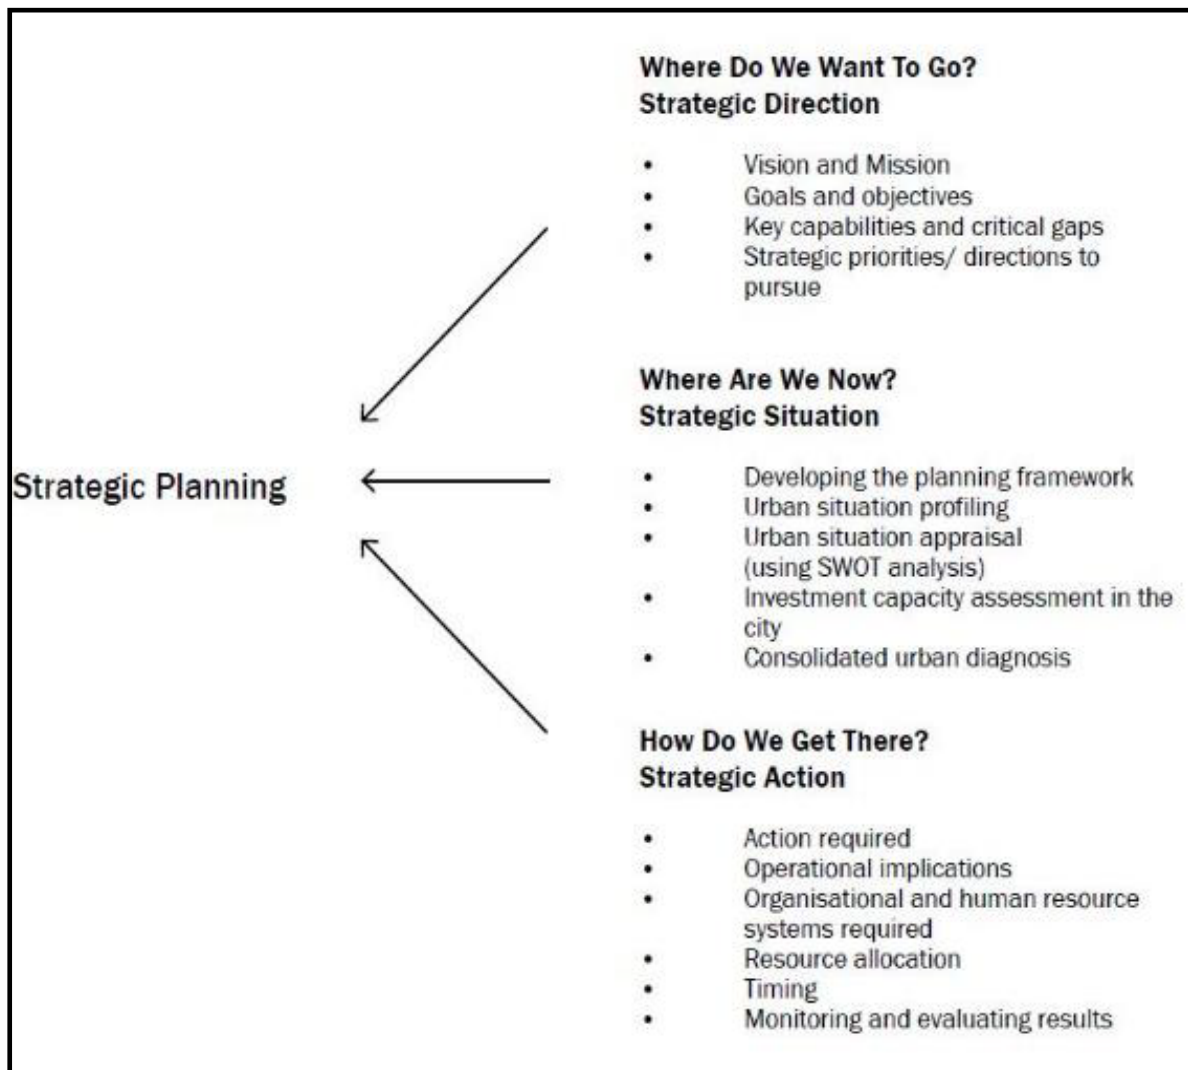 Where Do We Want To Go?
Strategic Direction
• Vision and Mission
• Goals and objectives
• Key capabilities and critical gaps
• Strategic priorities/ directions to
pursue
Where Are We Now?
Strategic Situation
Strategic Planning
• Developing the planning framework
• Urban situation profiling
• Urban situation appraisal
(using SWOT analysis)
• Investment capacity assessment in the
city
• Consolidated urban diagnosis
How Do We Get There?
Strategic Action
• Action required
• Operational implications
• Organisational and human resource
systems required
• Resource allocation
• Timing
• Monitoring and evaluating results